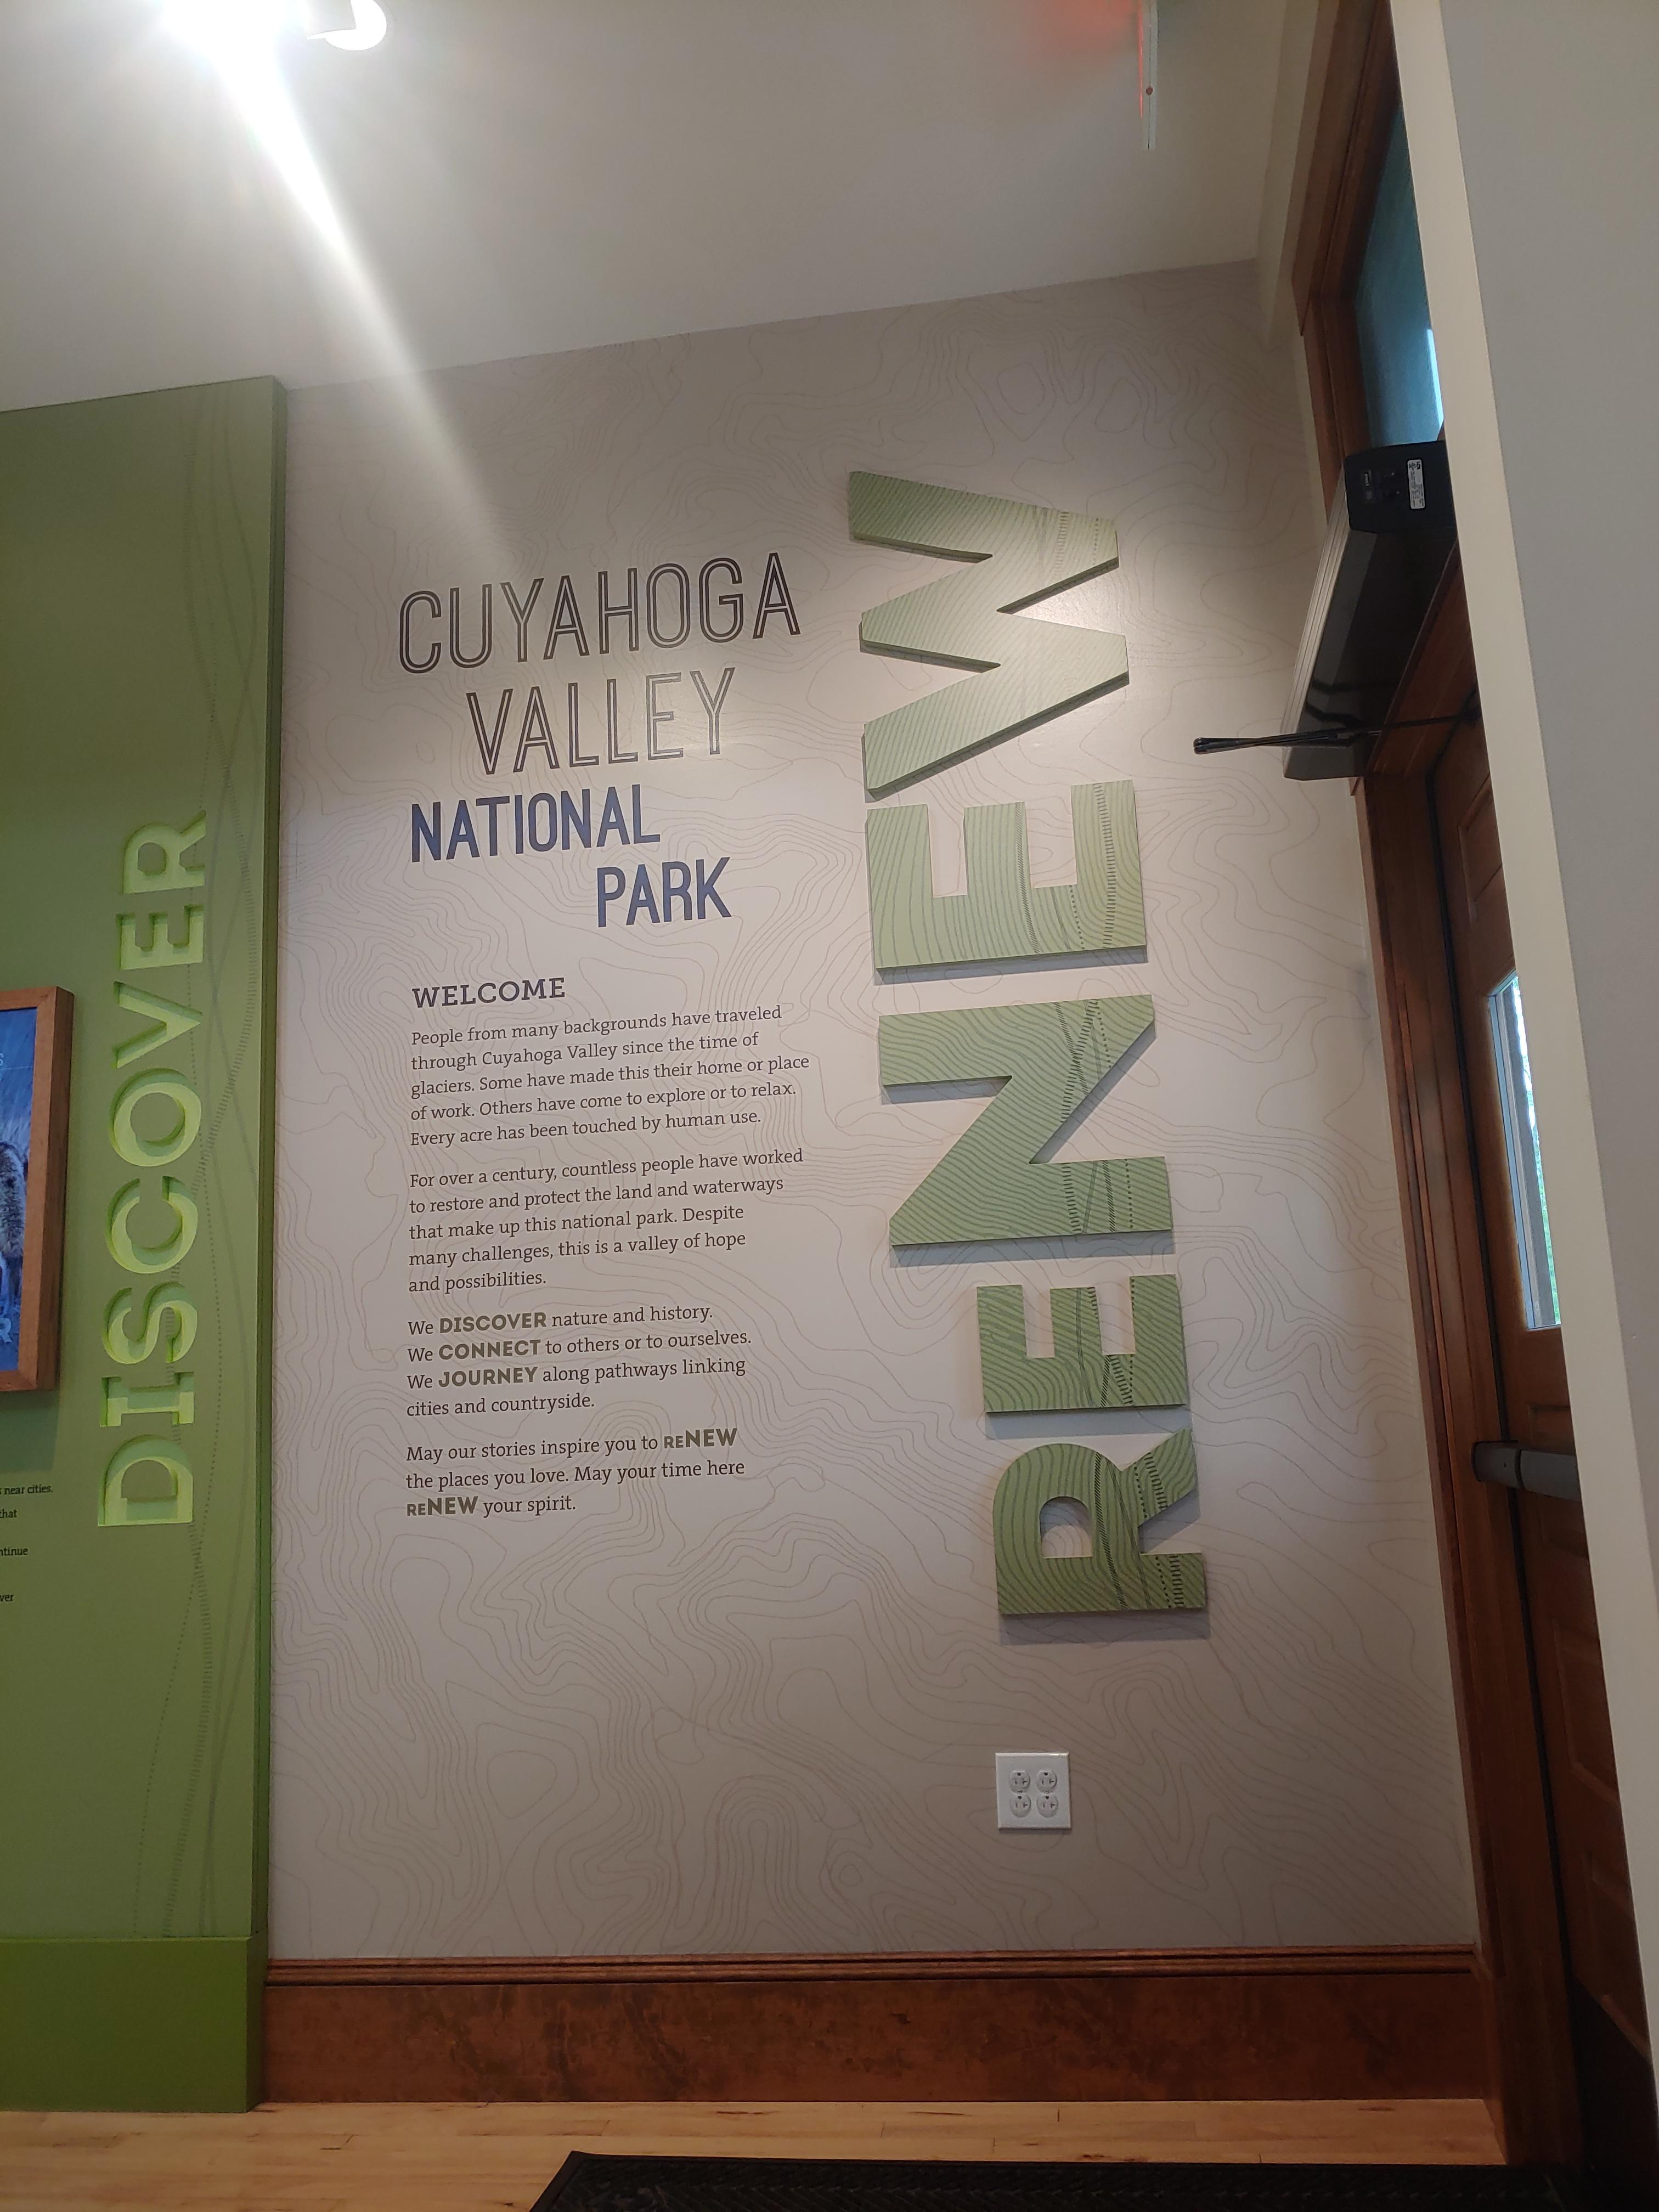 DISCOVER
near cities.
CUYAHOGA
VALLEY
NATIONAL
PARK
WELCOME
People from many backgrounds have traveled
through Cuyahoga Valley since the time of
glaciers. Some have made this their home or place
of work. Others have come to explore or to relax.
Every acre has been touched by human use.
For over a century, countless people have worked
to restore and protect the land and waterways
that make up this national park. Despite
many challenges, this is a valley of hope
and possibilities.
We DISCOVER nature and history.
We CONNECT to others or to ourselves.
We JOURNEY along pathways linking
cities and countryside.
May our stories inspire you to RENEW
the places you love. May your time here
RENEW your spirit.
RENEW